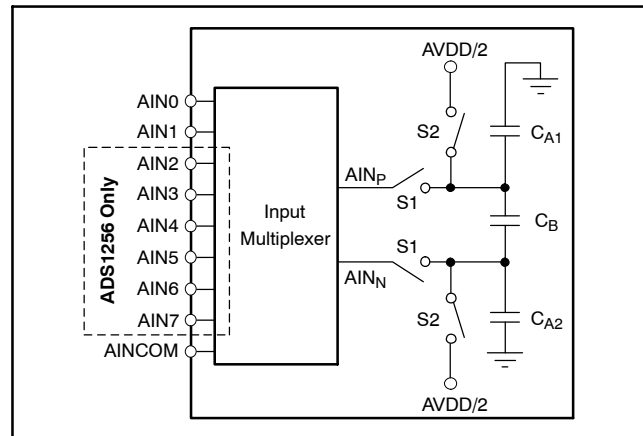 AVDD/2
AIN0
AIN1
AIN2
AIN3
AIN4
AIN5
AIN6
AIN7
AINCOM
ADS1256 Only
Input
Multiplexer
AINP
S1
S2
CA1
CB
AINN
S1
S2
CA2
AVDD/2